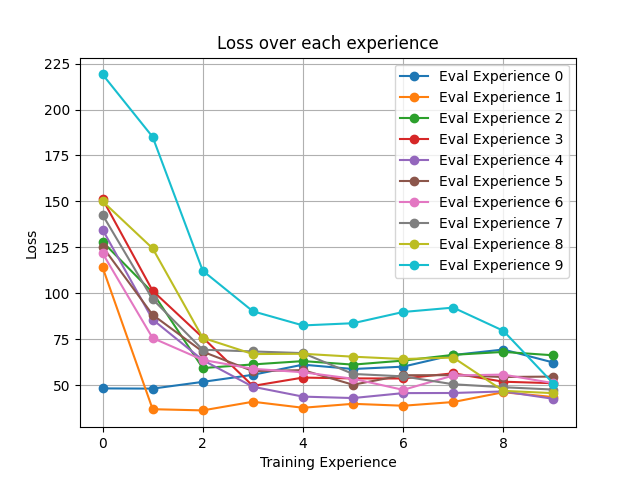 Loss over each experience
225
200
175
150
125
100
75
50
Loss
Eval Experience 0
Eval Experience 1
Eval Experience 2
Eval Experience 3
Eval Experience 4
Eval Experience 5
Eval Experience 6
Eval Experience 7
Eval Experience 8
Eval Experience 9
0 2 4 6 8
Training Experience